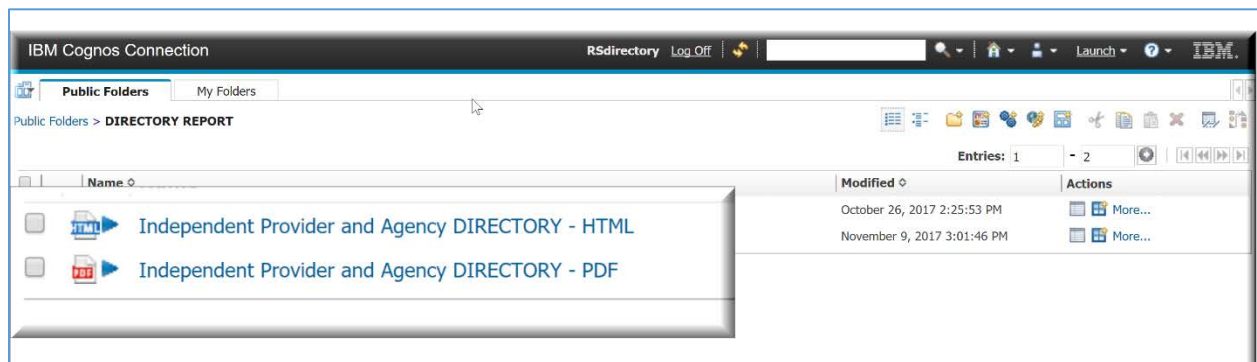 IBM Cognos Connection RSdirectory Log Off Launch IBM.
Public Folders My Folders
Public Folders > DIRECTORY REPORT
Entries: 1 - 2
Name Modified Actions
HTML Independent Provider and Agency DIRECTORY - HTML October 26, 2017 2:25:53 PM More...
PDF Independent Provider and Agency DIRECTORY - PDF November 9, 2017 3:01:46 PM More...